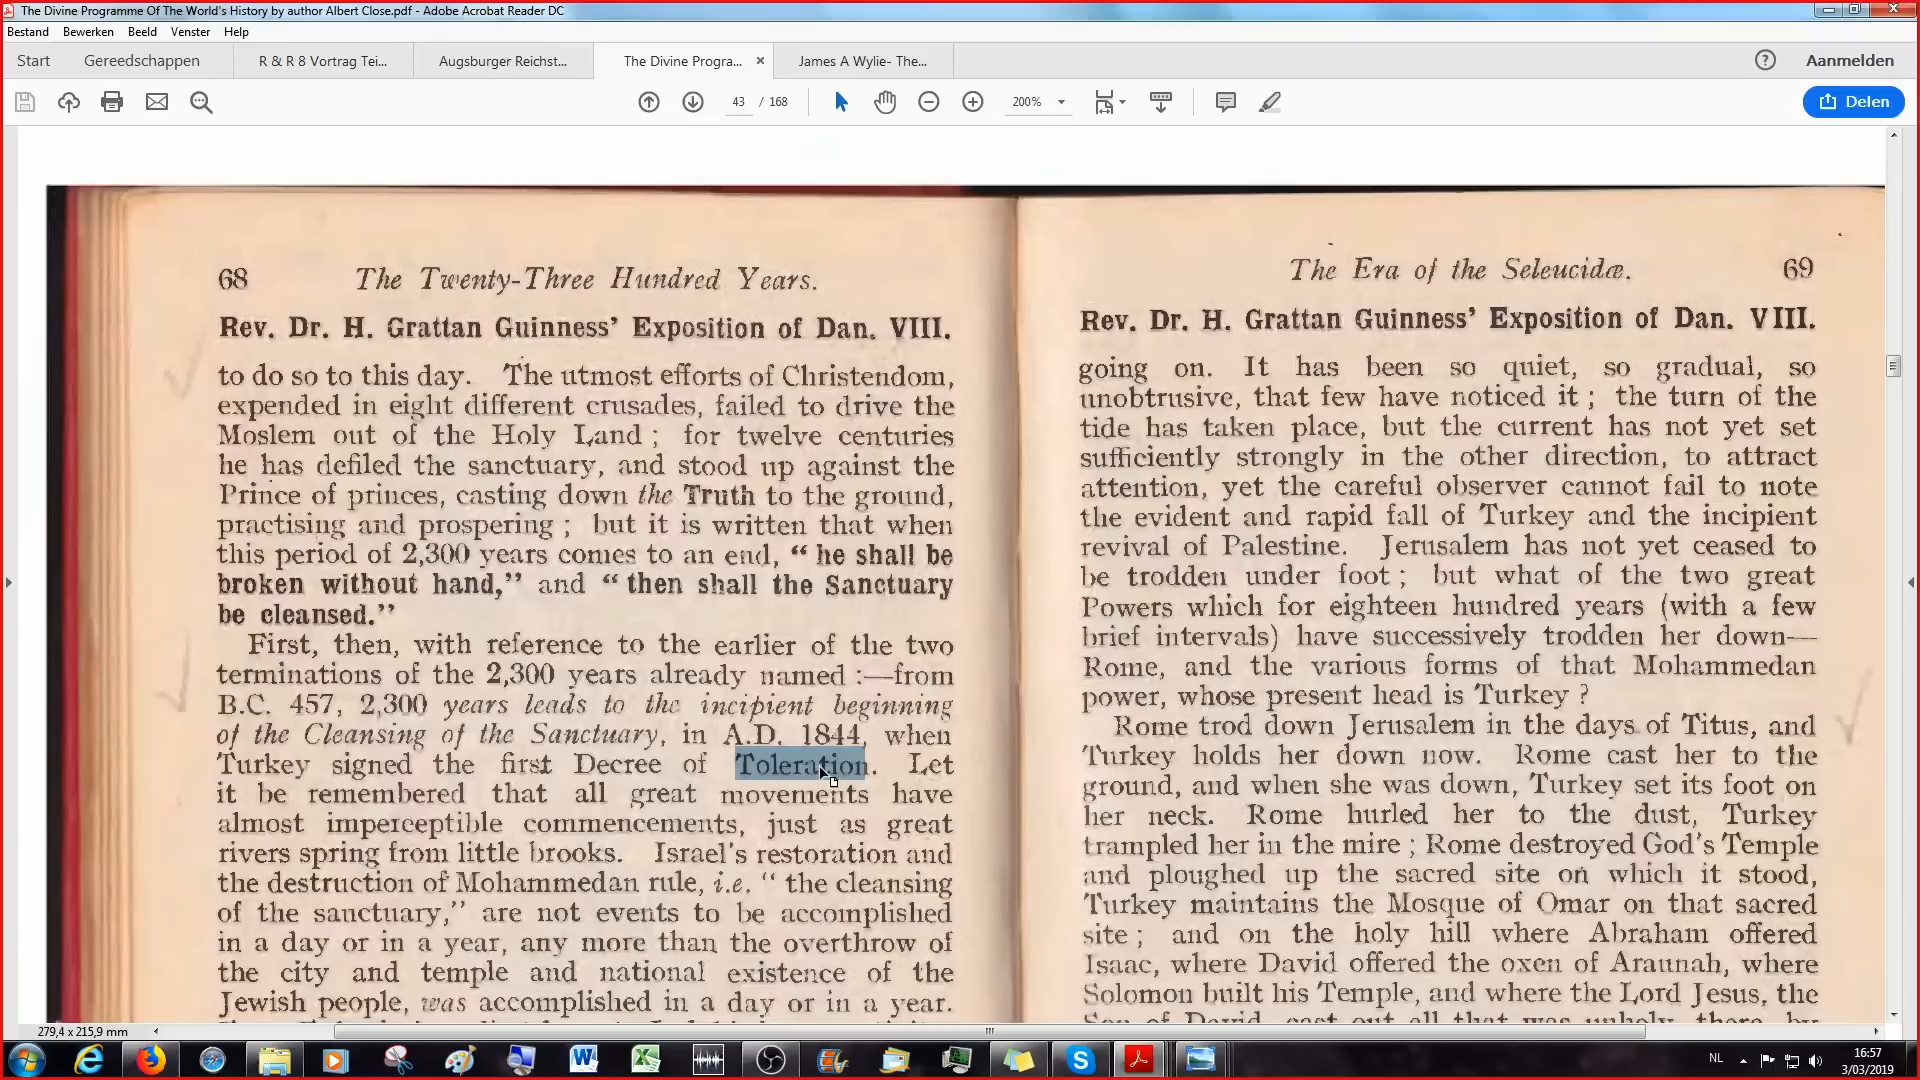 The Divine Programme Of The World's History by author Albert Close.pdf - Adobe Acrobat Reader DC
Bestand Bewerken Beeld Venster Help
Start Gereedschappen R & R 8 Vortrag Tei... Augsburger Reichst... The Divine Progra... × James A Wylie- The... Aanmelden
43 / 168 200% Delen
68 The Twenty-Three Hundred Years.
Rev. Dr. H. Grattan Guinness' Exposition of Dan. VIII.
to do so to this day. The utmost efforts of Christendom,
expended in eight different crusades, failed to drive the
Moslem out of the Holy Land ; for twelve centuries
he has defiled the sanctuary, and stood up against the
Prince of princes, casting down the Truth to the ground,
practising and prospering ; but it is written that when
this period of 2,300 years comes to an end, “ he shall be
broken without hand,” and “ then shall the Sanctuary
be cleansed.”
First, then, with reference to the earlier of the two
terminations of the 2,300 years already named :—from
B.C. 457, 2,300 years leads to the incipient beginning
of the Cleansing of the Sanctuary, in A.D. 1844, when
Turkey signed the first Decree of Toleration. Let
it be remembered that all great movements have
almost imperceptible commencements, just as great
rivers spring from little brooks. Israel's restoration and
the destruction of Mohammedan rule, i.e. “ the cleansing
of the sanctuary,” are not events to be accomplished
in a day or in a year, any more than the overthrow of
the city and temple and national existence of the
Jewish people, was accomplished in a day or in a year.
The Era of the Seleucidæ. 69
Rev. Dr. H. Grattan Guinness' Exposition of Dan. VIII.
going on. It has been so quiet, so gradual, so
unobtrusive, that few have noticed it ; the turn of the
tide has taken place, but the current has not yet set
sufficiently strongly in the other direction, to attract
attention, yet the careful observer cannot fail to note
the evident and rapid fall of Turkey and the incipient
revival of Palestine. Jerusalem has not yet ceased to
be trodden under foot ; but what of the two great
Powers which for eighteen hundred years (with a few
brief intervals) have successively trodden her down—
Rome, and the various forms of that Mohammedan
power, whose present head is Turkey ?
Rome trod down Jerusalem in the days of Titus, and
Turkey holds her down now. Rome cast her to the
ground, and when she was down, Turkey set its foot on
her neck. Rome hurled her to the dust, Turkey
trampled her in the mire ; Rome destroyed God's Temple
and ploughed up the sacred site on which it stood,
Turkey maintains the Mosque of Omar on that sacred
site ; and on the holy hill where Abraham offered
Isaac, where David offered the oxen of Araunah, where
Solomon built his Temple, and where the Lord Jesus, the
Son of David, cast out all that was unholy, there, by
279,4 x 215,9 mm
NL 16:57
3/03/2019